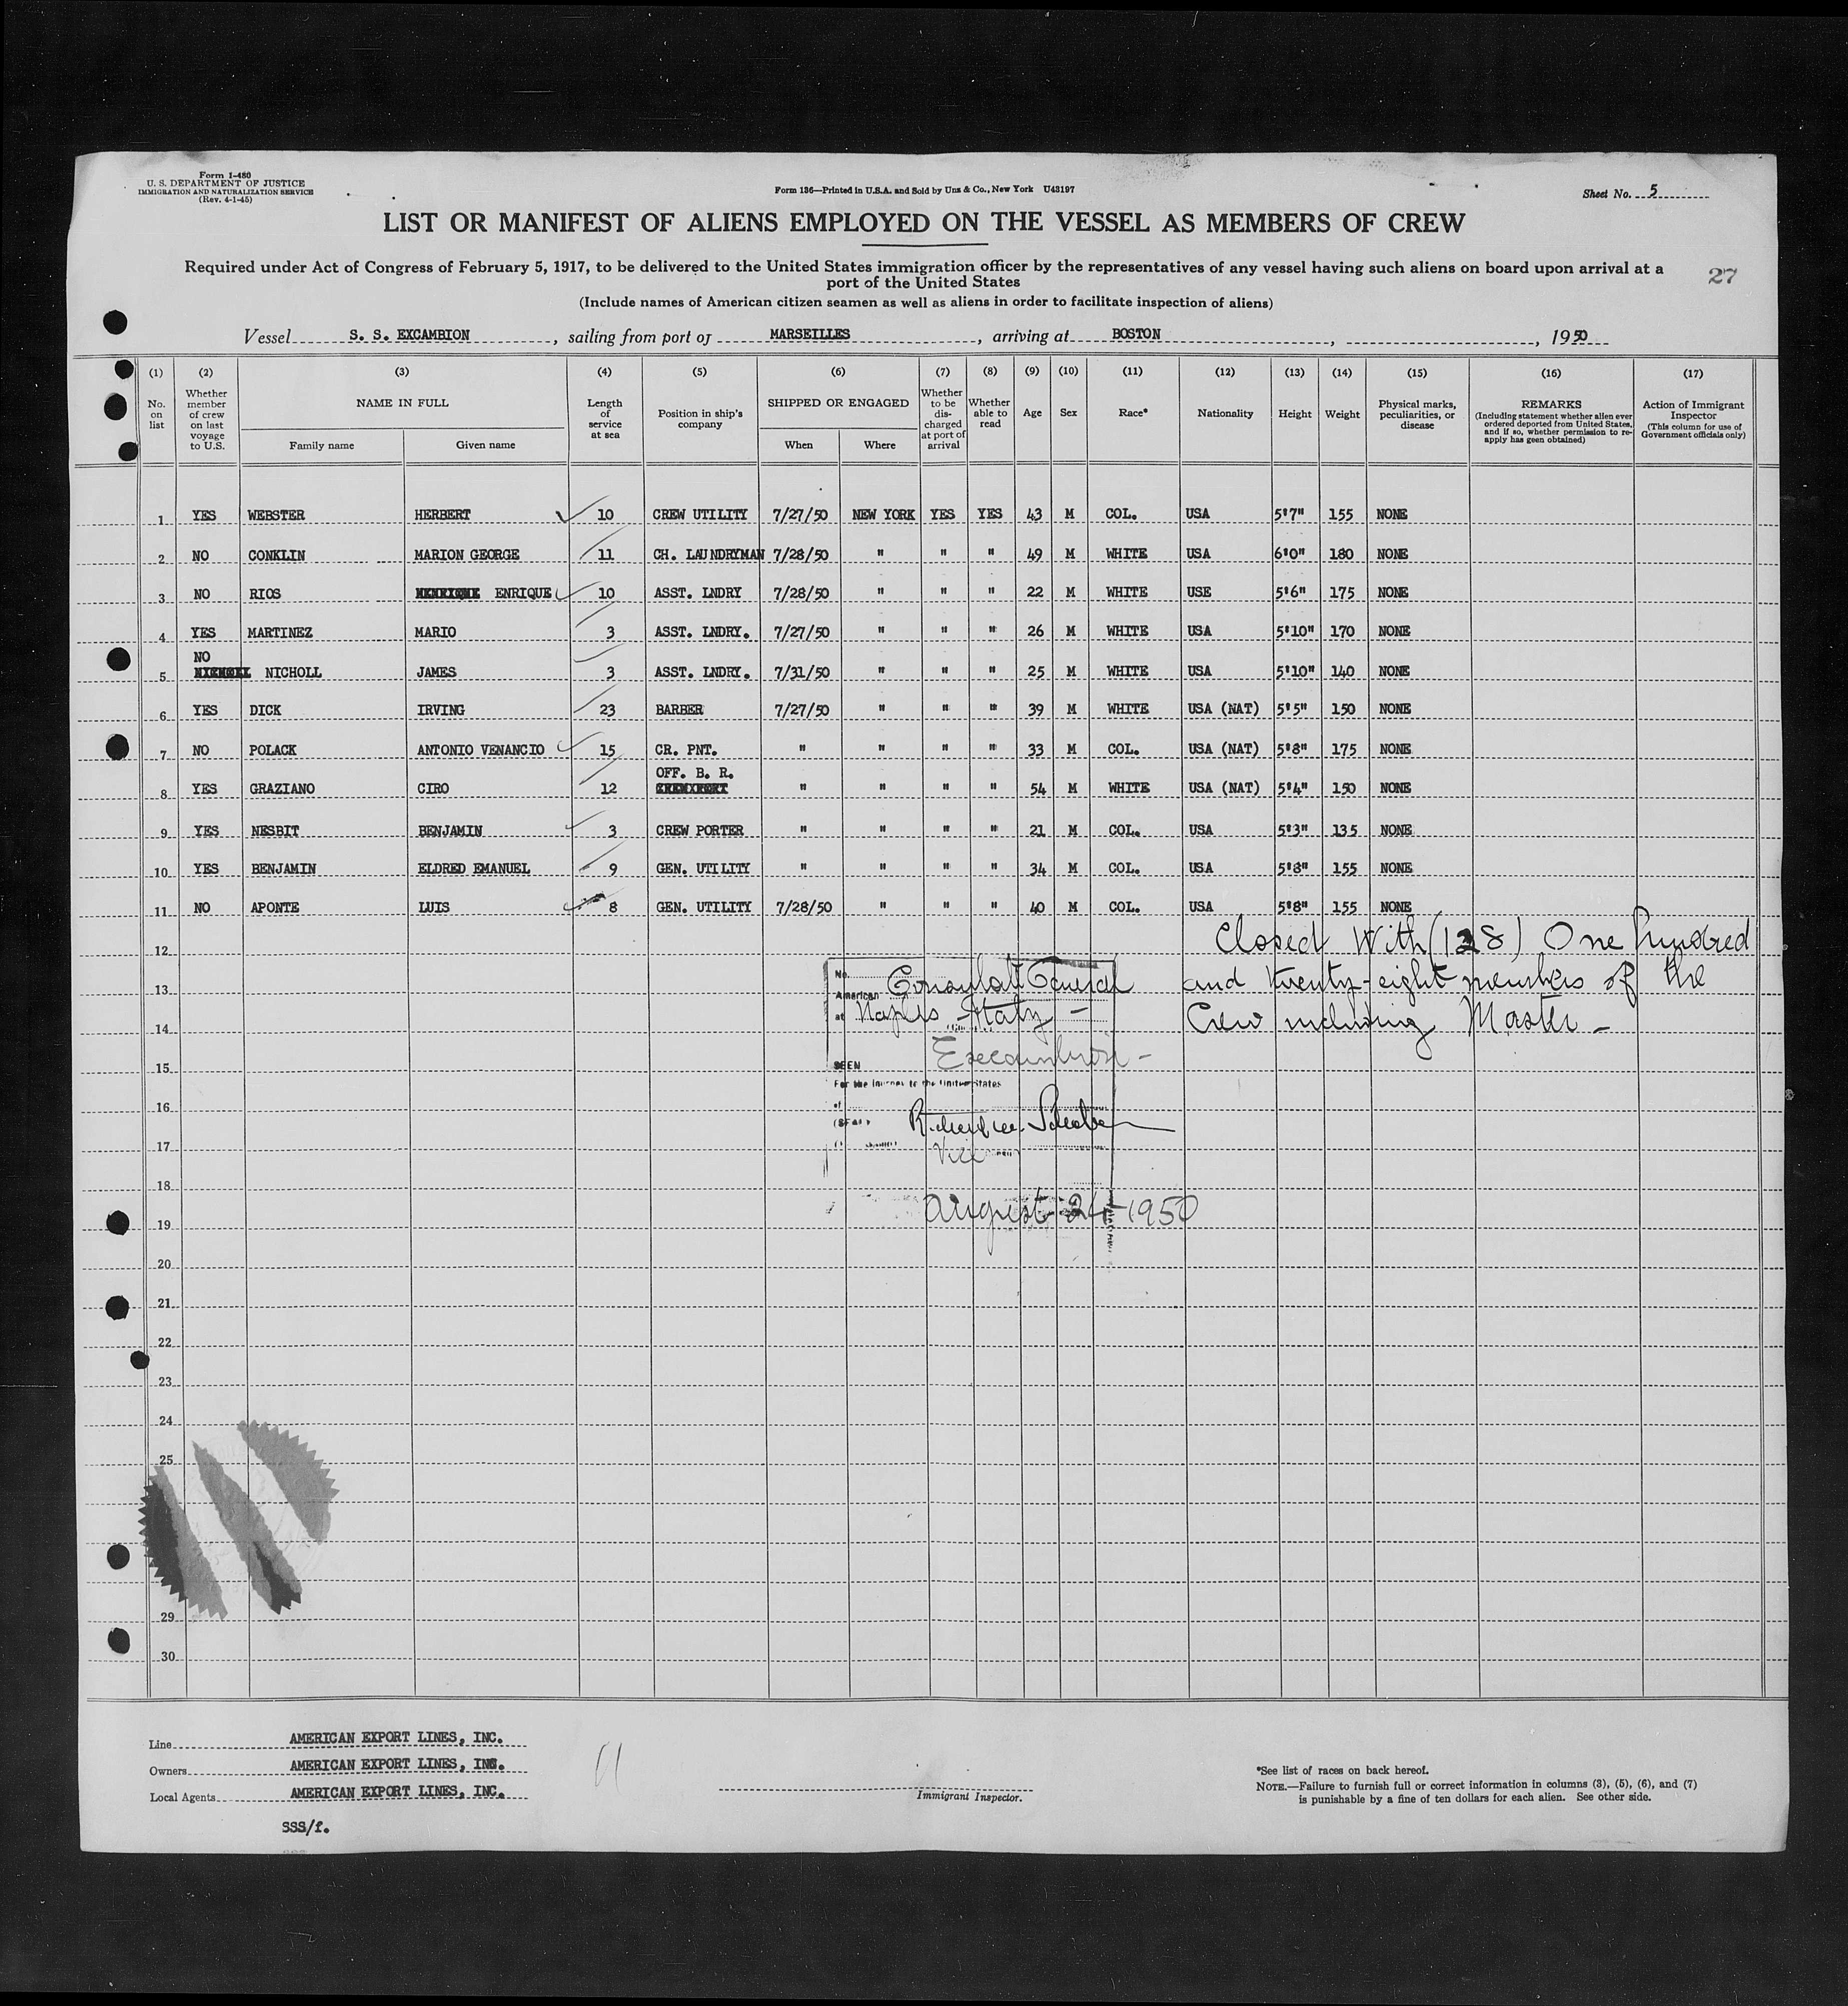 Form I-480
U. S. DEPARTMENT OF JUSTICE
IMMIGRATION AND NATURALIZATION SERVICE
(Rev. 4-1-45)
Form 136—Printed in U.S.A. and Sold by Unz & Co., New York U43197
Sheet No. 5
LIST OR MANIFEST OF ALIENS EMPLOYED ON THE VESSEL AS MEMBERS OF CREW
Required under Act of Congress of February 5, 1917, to be delivered to the United States immigration officer by the representatives of any vessel having such aliens on board upon arrival at a
port of the United States
27
(Include names of American citizen seamen as well as aliens in order to facilitate inspection of aliens)
Vessel S. S. EXCAMBION, sailing from port of MARSEILLES, arriving at BOSTON, 1950
(1) (2) (3) (4) (5) (6) (7) (8) (9) (10) (11) (12) (13) (14) (15) (16) (17)
No. on list
Whether member of crew on last voyage to U.S.
NAME IN FULL
Family name Given name
Length of service at sea
Position in ship's company
SHIPPED OR ENGAGED
When Where
Whether to be discharged at port of arrival
Whether able to read
Age
Sex
Race*
Nationality
Height
Weight
Physical marks, peculiarities, or disease
REMARKS
(Including statement whether alien ever ordered deported from United States, and if so, whether permission to reapply has geen obtained)
Action of Immigrant Inspector
(This column for use of Government officials only)
1 YES WEBSTER HERBERT 10 CREW UTILITY 7/27/50 NEW YORK YES YES 43 M COL. USA 5'7" 155 NONE
2 NO CONKLIN MARION GEORGE 11 CH. LAUNDRYMAN 7/28/50 " " " 49 M WHITE USA 6'0" 180 NONE
3 NO RIOS ENRIQUE 10 ASST. LNDRY 7/28/50 " " " 22 M WHITE USE 5'6" 175 NONE
4 YES MARTINEZ MARIO 3 ASST. LNDRY. 7/27/50 " " " 26 M WHITE USA 5'10" 170 NONE
5 NO NICHOLL JAMES 3 ASST. LNDRY. 7/31/50 " " " 25 M WHITE USA 5'10" 140 NONE
6 YES DICK IRVING 23 BARBER 7/27/50 " " " 39 M WHITE USA (NAT) 5'5" 150 NONE
7 NO POLACK ANTONIO VENANCIO 15 CR. PNT. " " " " 33 M COL. USA (NAT) 5'8" 175 NONE
8 YES GRAZIANO CIRO 12 OFF. B. R. " " " " 54 M WHITE USA (NAT) 5'4" 150 NONE
9 YES NESBIT BENJAMIN 3 CREW PORTER " " " " 21 M COL. USA 5'3" 135 NONE
10 YES BENJAMIN ELDRED EMANUEL 9 GEN. UTILITY " " " " 34 M COL. USA 5'8" 155 NONE
11 NO APONTE LUIS 8 GEN. UTILITY 7/28/50 " " " 40 M COL. USA 5'8" 155 NONE
12
Closed With (128) One hundred
and twenty-eight members of the
Crew including Master -
13
14
15
16
17
18
19
20
21
22
23
24
25
29
30
No.
American Consulate General
at Naples Italy -
SEEN Excambion -
For the journey to the United States
of
(SEAL)
Vice
August 24 1950
Line AMERICAN EXPORT LINES, INC.
Owners AMERICAN EXPORT LINES, INC.
Local Agents AMERICAN EXPORT LINES, INC.
SSS/f.
11
Immigrant Inspector.
*See list of races on back hereof.
NOTE.—Failure to furnish full or correct information in columns (3), (5), (6), and (7)
is punishable by a fine of ten dollars for each alien. See other side.